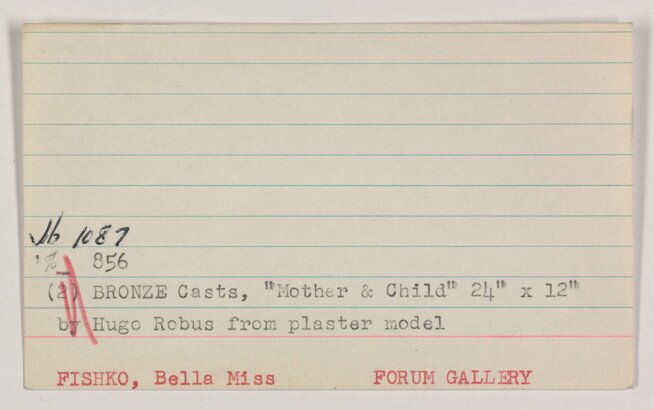 1087
856
(2) BRONZE Casts, "Mother & Child" 24" x 12"
by Hugo Robus from plaster model
FISHKO, Bella Miss FORUM GALLERY